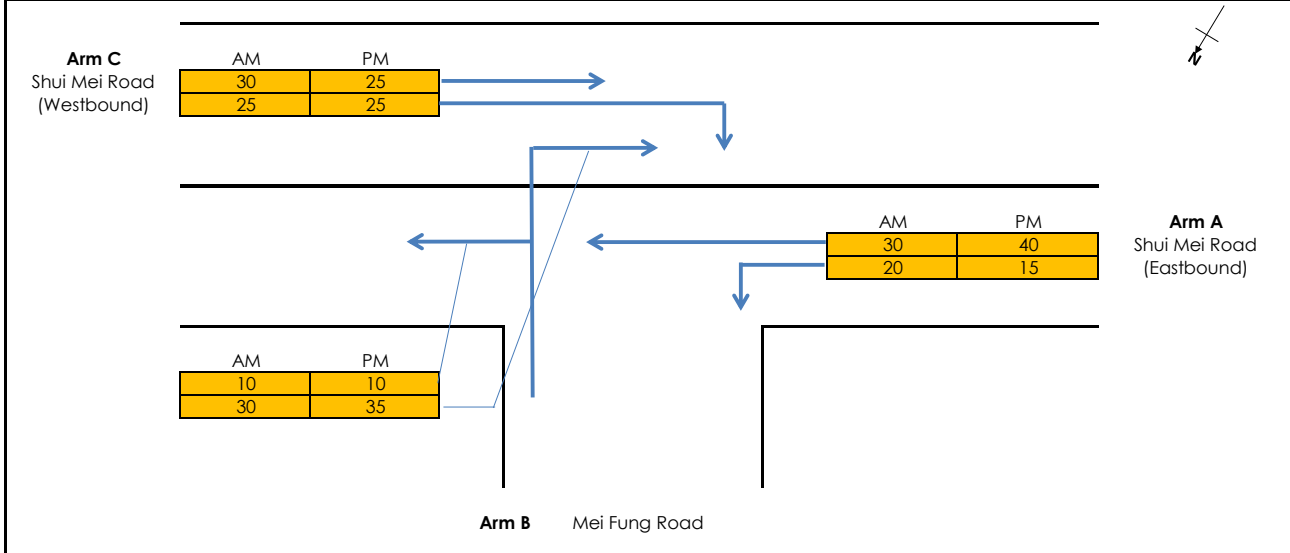 Arm C
Shui Mei Road
(Westbound)
AM PM
30 25
25 25
N
AM PM
30 40
20 15
Arm A
Shui Mei Road
(Eastbound)
AM PM
10 10
30 35
Arm B Mei Fung Road